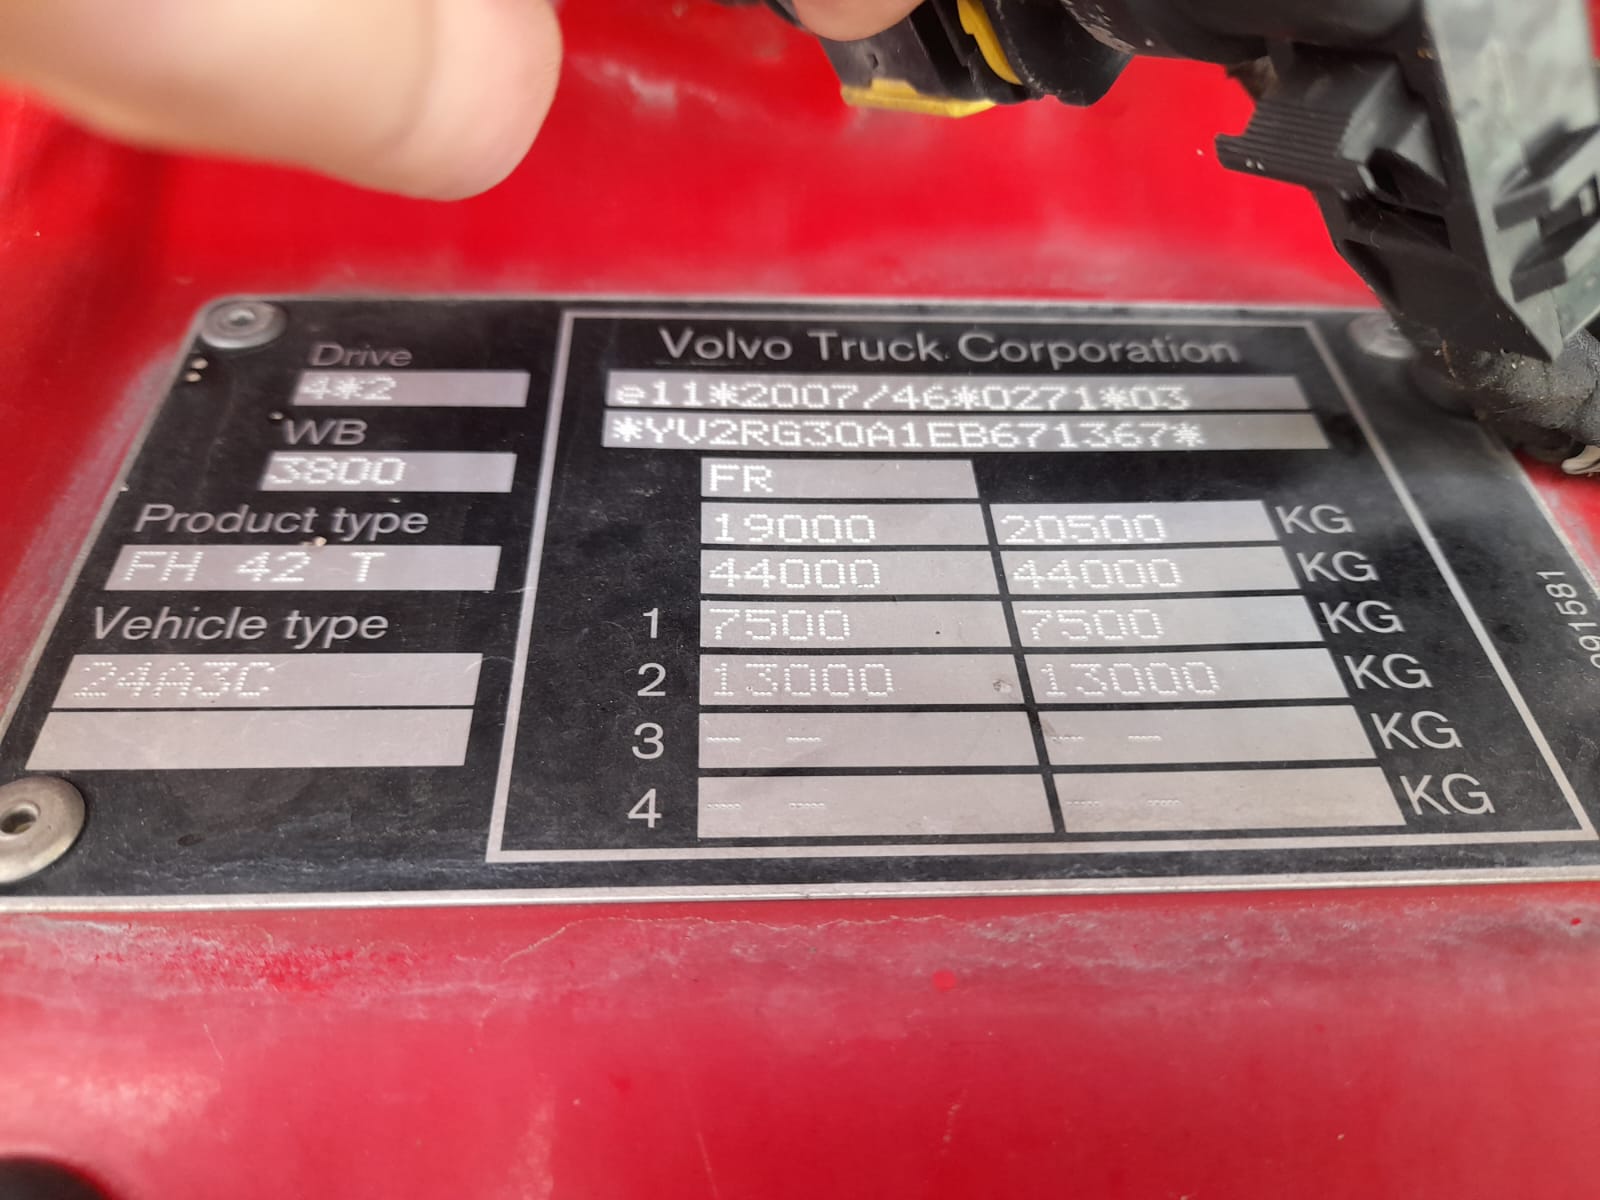 Drive
4*2
WB
3800
Product type
FH 42 T
Vehicle type
24A3C
Volvo Truck Corporation
e11*2007/46*0271*03
*YV2RG30A1EB671367*
FR
19000 20500 KG
44000 44000 KG
1 7500 7500 KG
2 13000 13000 KG
3 -- -- -- -- KG
4 -- -- -- -- KG